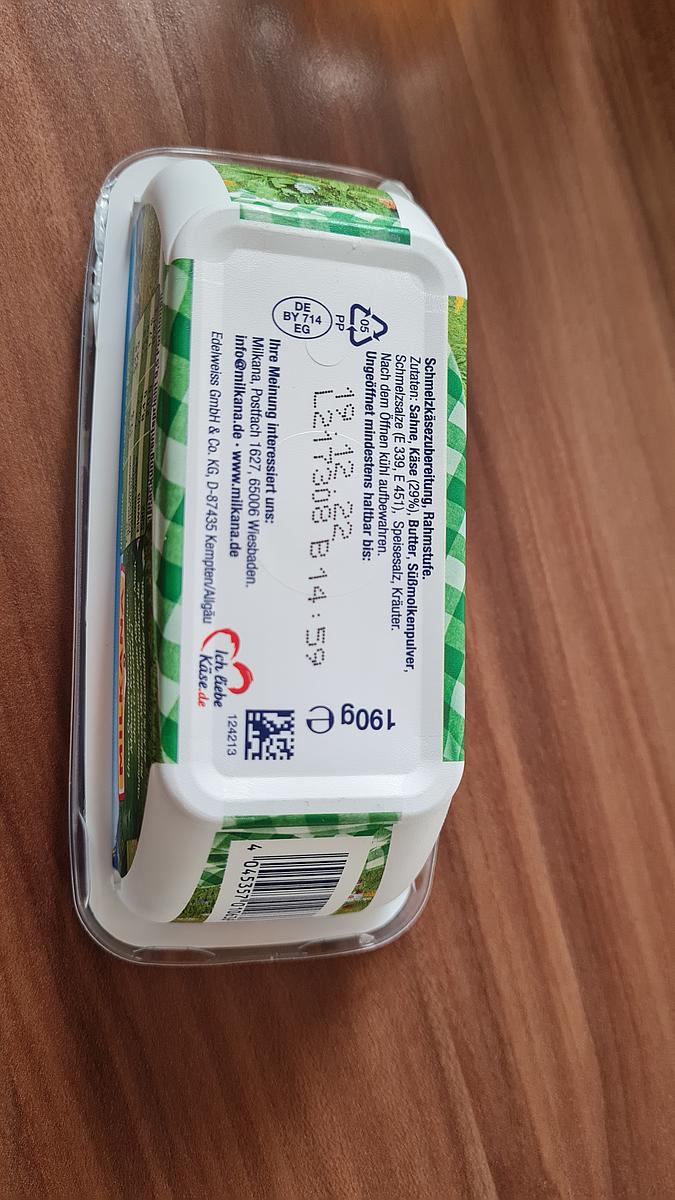 Schmelzkäsezubereitung, Rahmstufe.
Zutaten: Sahne, Käse (29%), Butter, Süßmolkenpulver,
Schmelzsalze (E 339, E 451), Speisesalz, Kräuter.
Nach dem Öffnen kühl aufbewahren.
Ungeöffnet mindestens haltbar bis:
05
PP
19 12 22
L217308 B 14:59
DE
BY 714
EG
190g e
Ihre Meinung interessiert uns:
Milkana, Postfach 1627, 65006 Wiesbaden.
info@milkana.de • www.milkana.de
Edelweiss GmbH & Co. KG, D-87435 Kempten/Allgäu
Ich liebe
Käse.de
124213